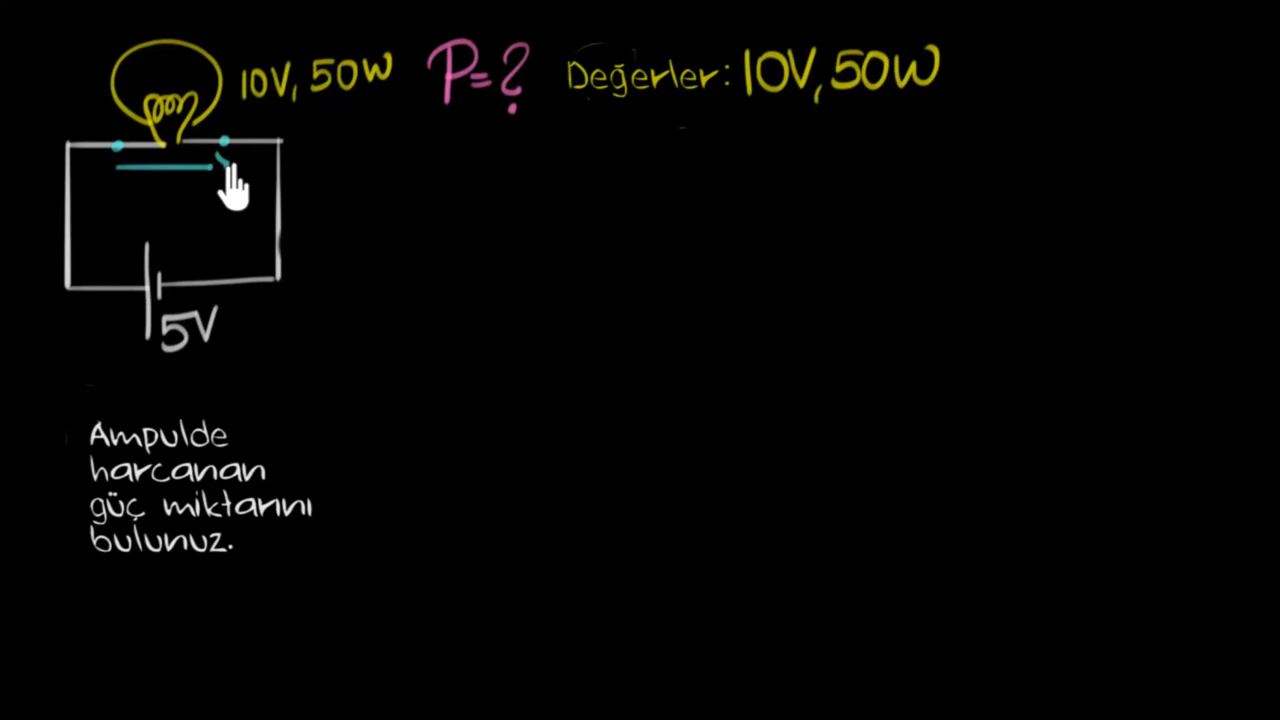 10V, 50W P=? Değerler: 10V, 50W
5V
Ampulde
harcanan
güç miktarını
bulunuz.